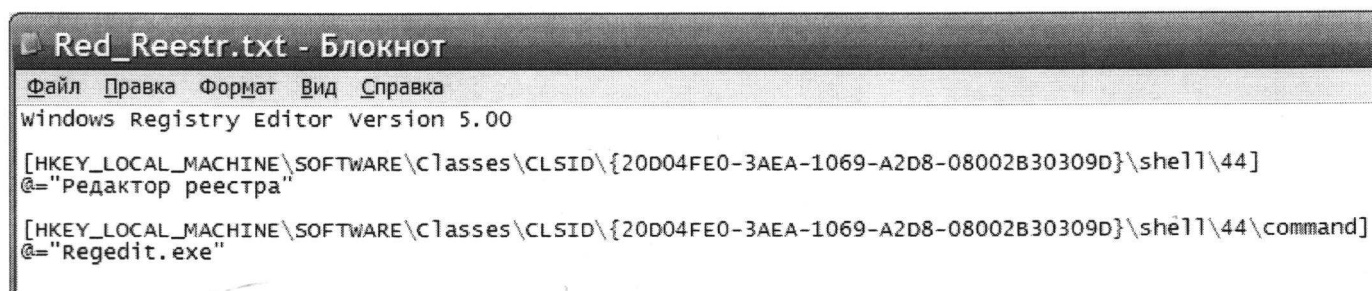 Red_Reestr.txt - Блокнот
Файл Правка Формат Вид Справка
Windows Registry Editor Version 5.00
[HKEY_LOCAL_MACHINE\SOFTWARE\Classes\CLSID\{20D04FE0-3AEA-1069-A2D8-08002B30309D}\shell\44]
@="Редактор реестра"
[HKEY_LOCAL_MACHINE\SOFTWARE\Classes\CLSID\{20D04FE0-3AEA-1069-A2D8-08002B30309D}\shell\44\command]
@="Regedit.exe"